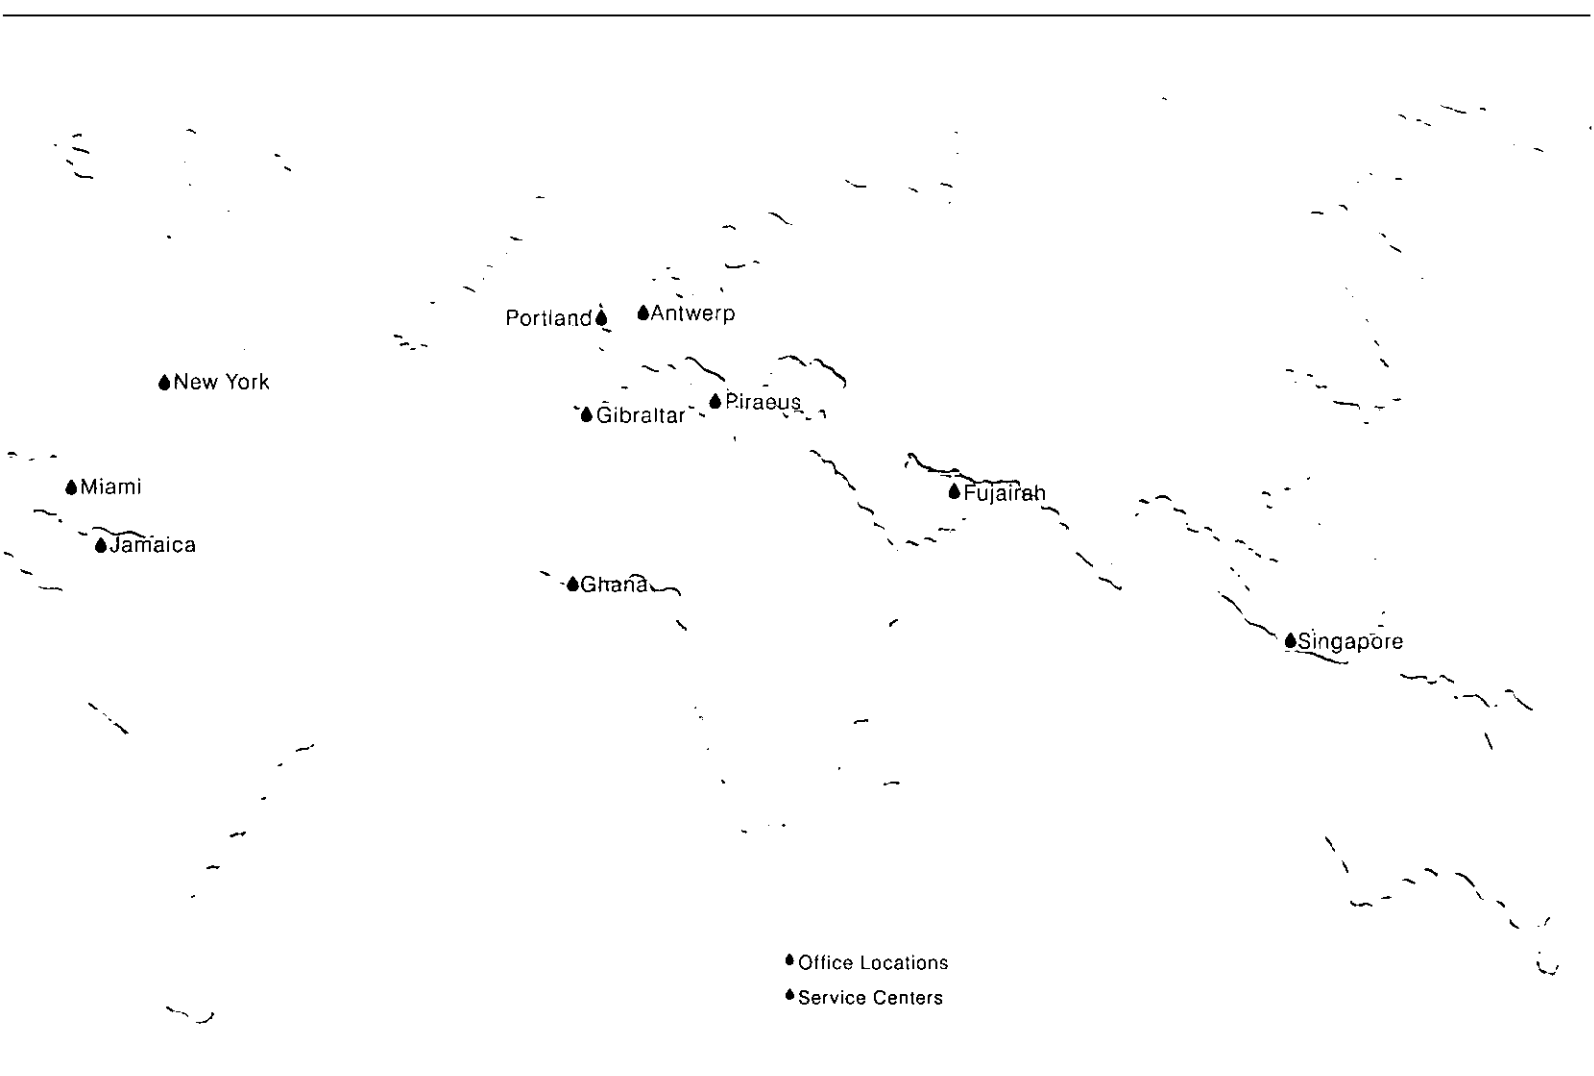 Portland
Antwerp
New York
Piraeus
Gibraltar
Miami
Fujairah
Jamaica
Ghana
Singapore
Office Locations
Service Centers